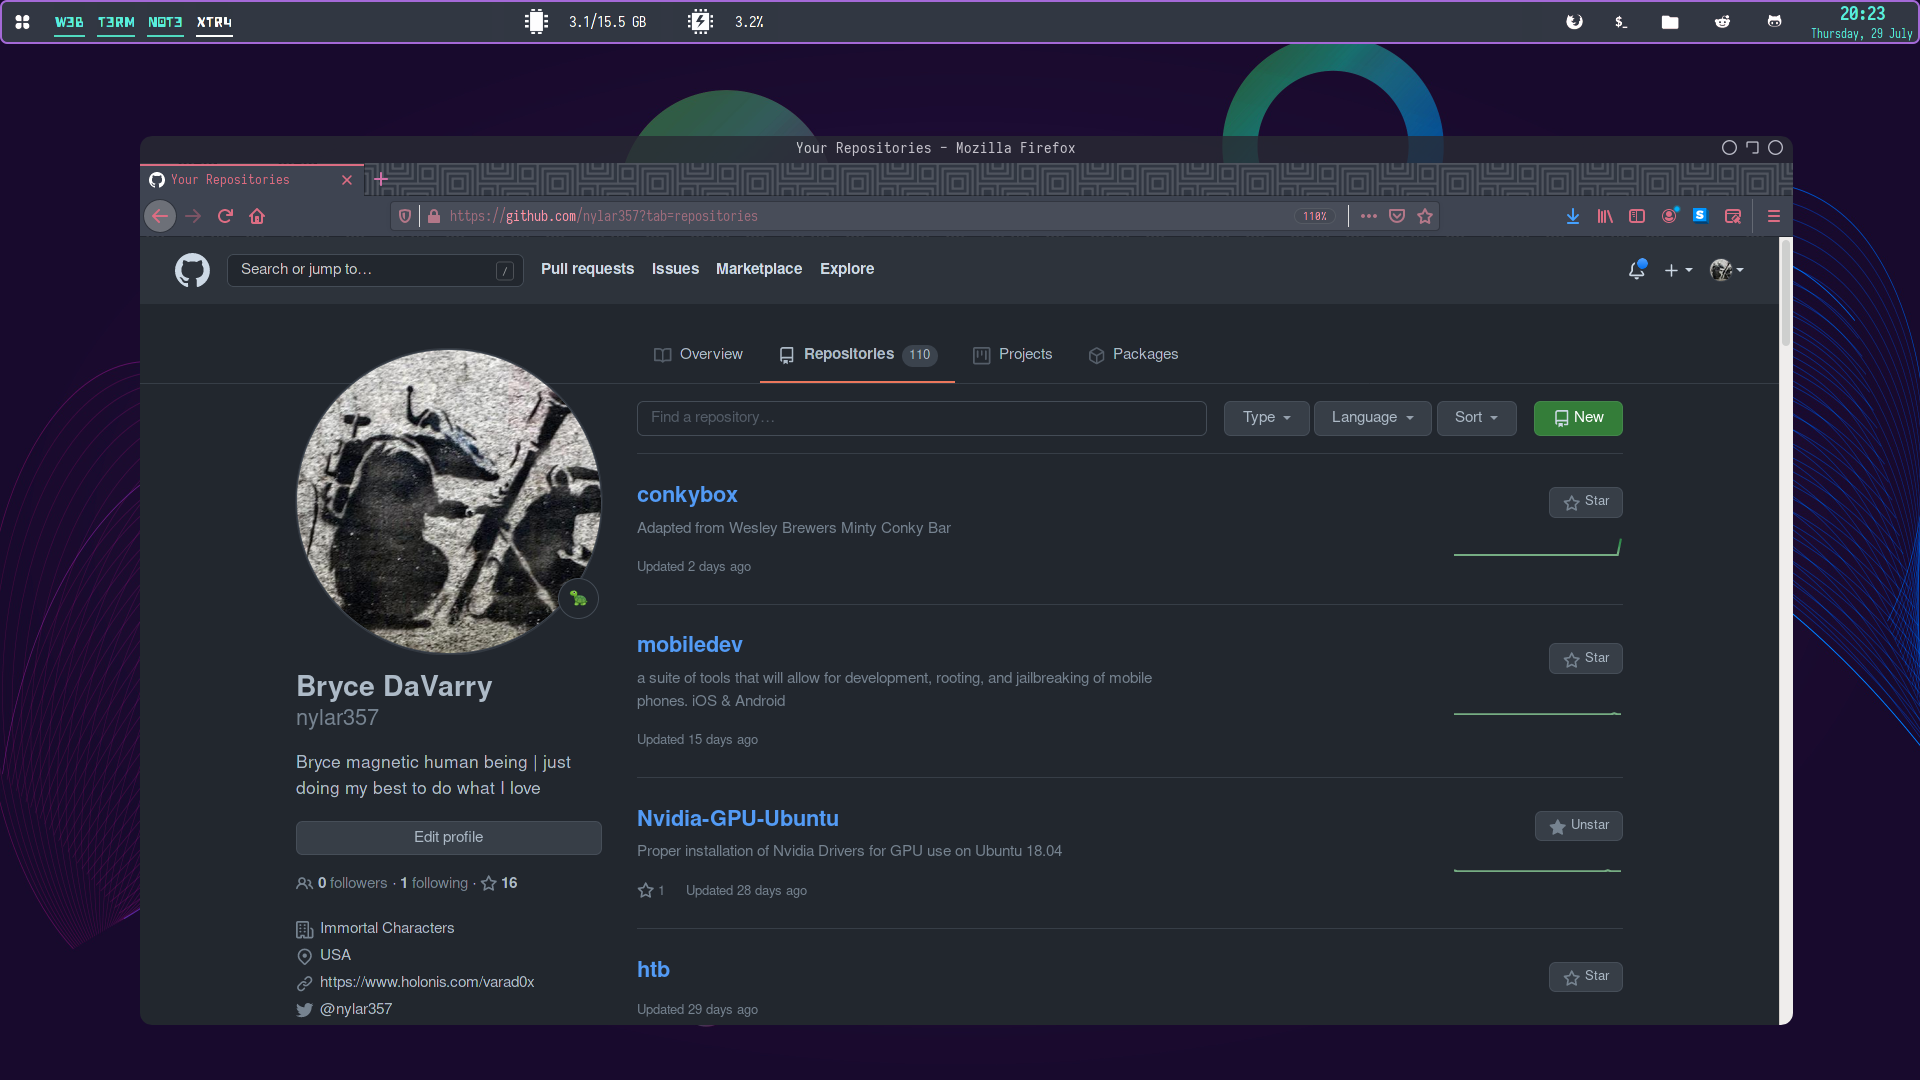 W3B T3RM N0T3 XTR4
3.1/15.5 GB
3.2%
$_
20:23
Thursday, 29 July
Your Repositories - Mozilla Firefox
Your Repositories
https://github.com/nylar357?tab=repositories
110%
S
Search or jump to…
/
Pull requests
Issues
Marketplace
Explore
Overview
Repositories 110
Projects
Packages
Find a repository…
Type
Language
Sort
New
conkybox
Star
Adapted from Wesley Brewers Minty Conky Bar
Updated 2 days ago
mobiledev
Star
a suite of tools that will allow for development, rooting, and jailbreaking of mobile
phones. iOS & Android
Updated 15 days ago
Nvidia-GPU-Ubuntu
Unstar
Proper installation of Nvidia Drivers for GPU use on Ubuntu 18.04
1 Updated 28 days ago
htb
Star
Updated 29 days ago
Bryce DaVarry
nylar357
Bryce magnetic human being | just
doing my best to do what I love
Edit profile
0 followers · 1 following · 16
Immortal Characters
USA
https://www.holonis.com/varad0x
@nylar357